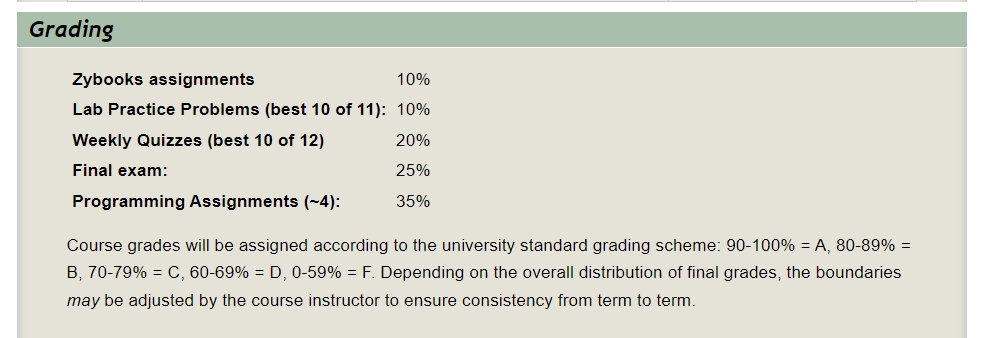 Grading
Zybooks assignments 10%
Lab Practice Problems (best 10 of 11): 10%
Weekly Quizzes (best 10 of 12) 20%
Final exam: 25%
Programming Assignments (~4): 35%
Course grades will be assigned according to the university standard grading scheme: 90-100% = A, 80-89% =
B, 70-79% = C, 60-69% = D, 0-59% = F. Depending on the overall distribution of final grades, the boundaries
may be adjusted by the course instructor to ensure consistency from term to term.